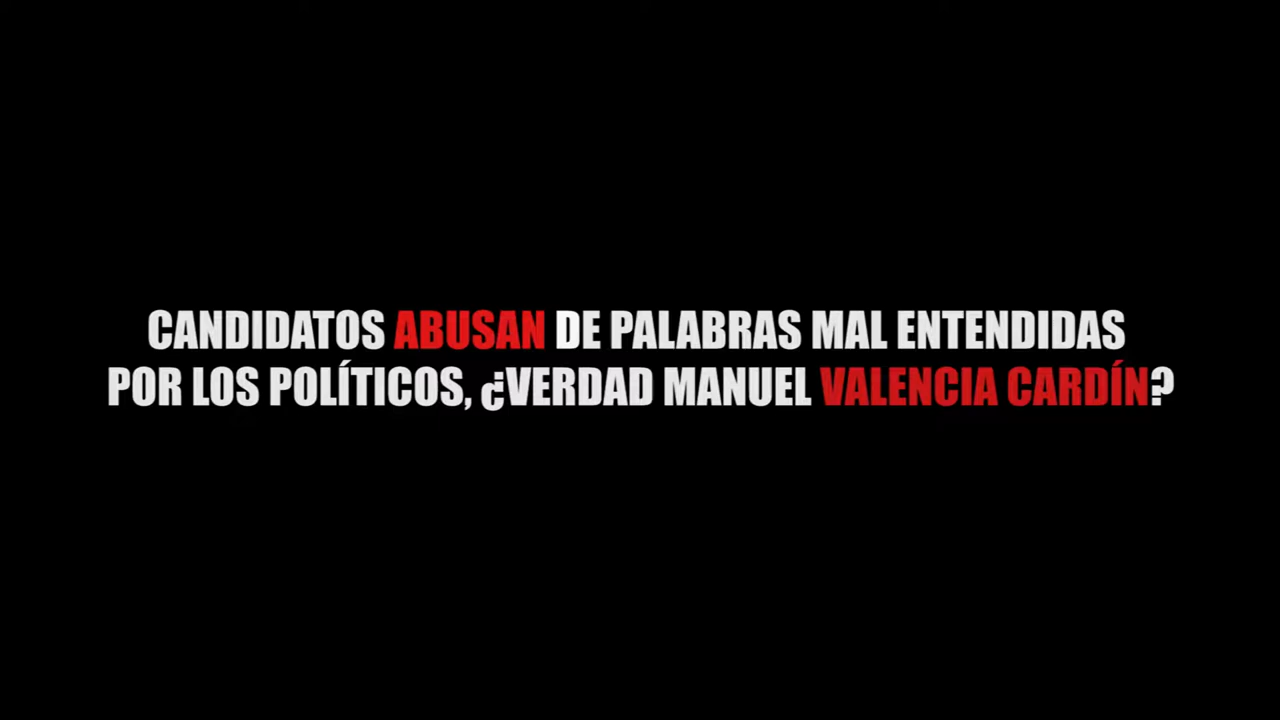 CANDIDATOS ABUSAN DE PALABRAS MAL ENTENDIDAS
POR LOS POLÍTICOS, ¿VERDAD MANUEL VALENCIA CARDÍN?